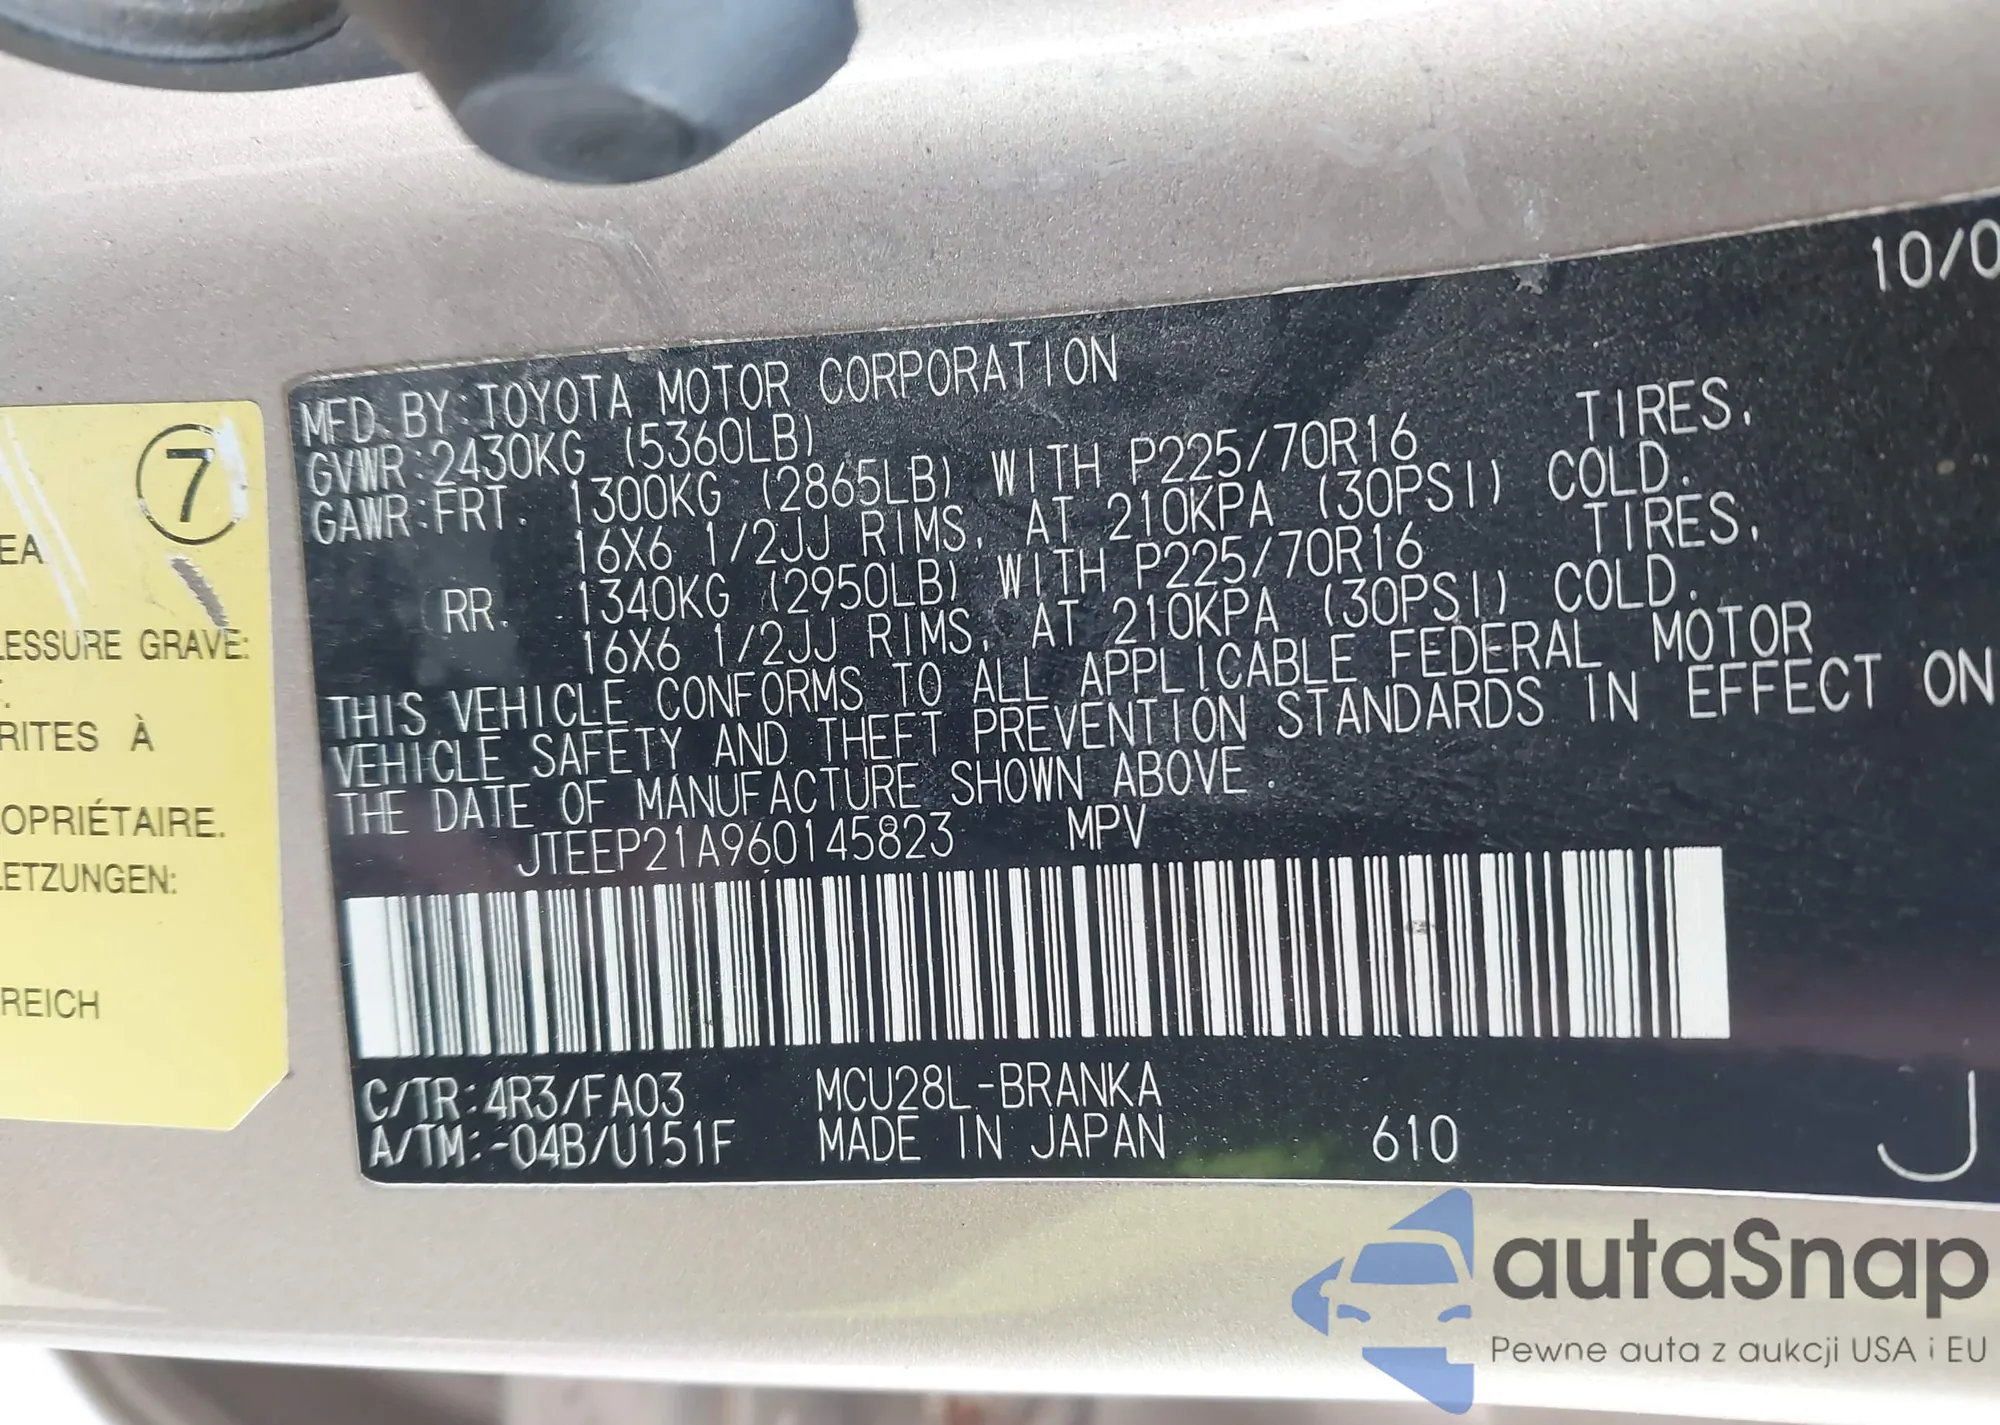 10/0
MFD. BY:TOYOTA MOTOR CORPORATION
GVWR:2430KG (5360LB)
GAWR:FRT. 1300KG (2865LB) WITH P225/70R16 TIRES,
16X6 1/2JJ RIMS, AT 210KPA (30PSI) COLD.
RR. 1340KG (2950LB) WITH P225/70R16 TIRES,
16X6 1/2JJ RIMS, AT 210KPA (30PSI) COLD.
THIS VEHICLE CONFORMS TO ALL APPLICABLE FEDERAL MOTOR
VEHICLE SAFETY AND THEFT PREVENTION STANDARDS IN EFFECT ON
THE DATE OF MANUFACTURE SHOWN ABOVE.
JTEEP21A960145823 MPV
C/TR:4R3/FA03 MCU28L-BRANKA
A/TM:-04B/U151F MADE IN JAPAN 610
J
7
EA
LESSURE GRAVE:
RITES À
OPRIÉTAIRE.
LETZUNGEN:
REICH
autaSnap
Pewne auta z aukcji USA i EU